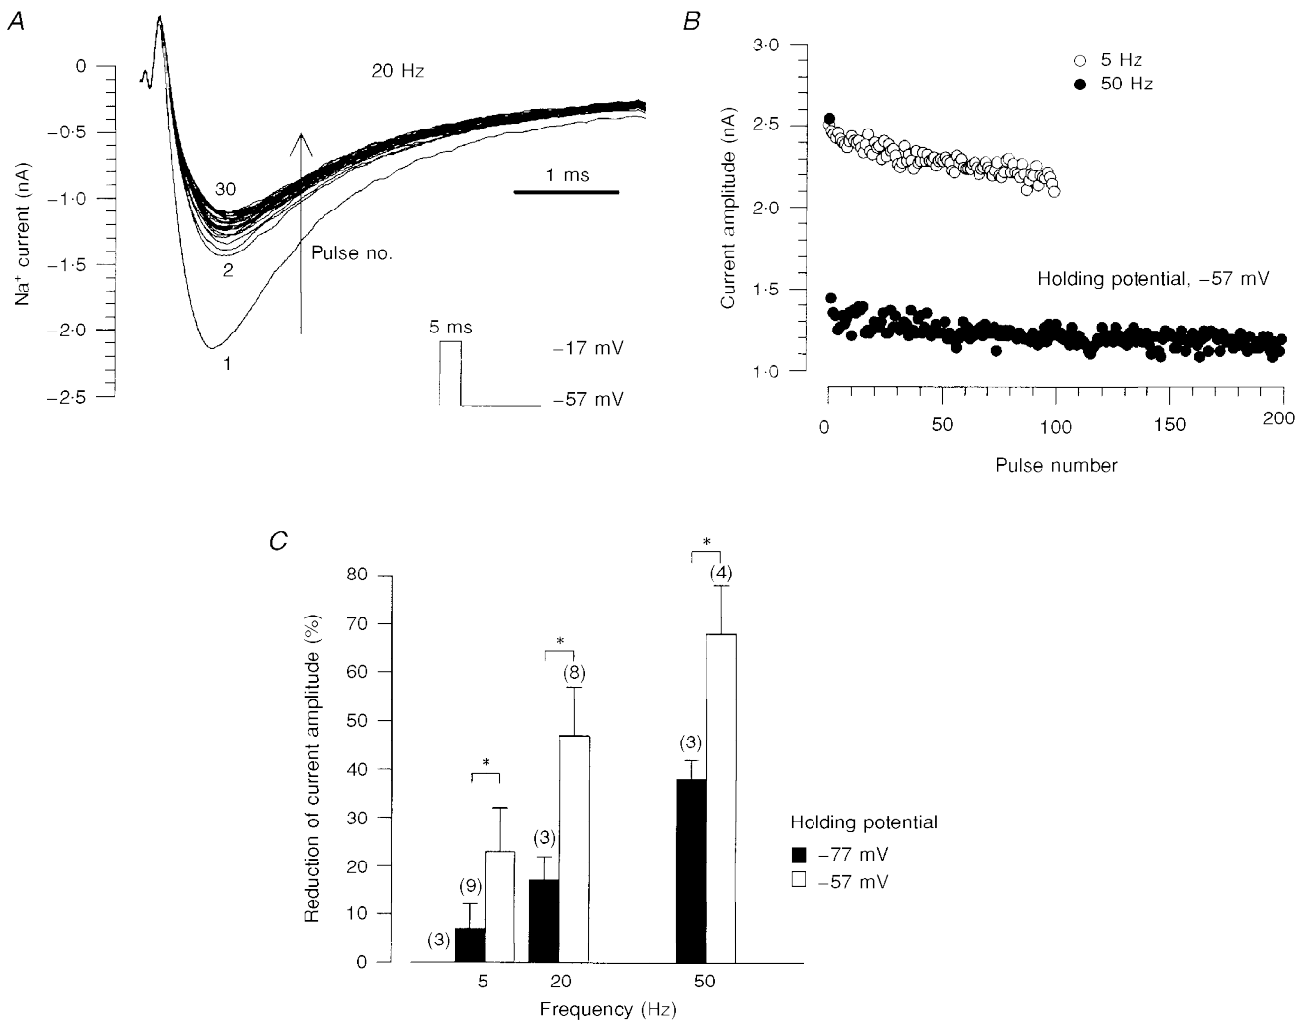 A
20 Hz
0
−0·5
−1·0
−1·5
−2·0
−2·5
Na⁺ current (nA)
30
2
1
Pulse no.
1 ms
5 ms
−17 mV
−57 mV
B
3·0
2·5
2·0
1·5
1·0
Current amplitude (nA)
5 Hz
50 Hz
Holding potential, −57 mV
0
50
100
150
200
Pulse number
C
80
70
60
50
40
30
20
10
0
Reduction of current amplitude (%)
(3)
(9)
*
(3)
(8)
*
(3)
(4)
*
5
20
50
Frequency (Hz)
Holding potential
−77 mV
−57 mV